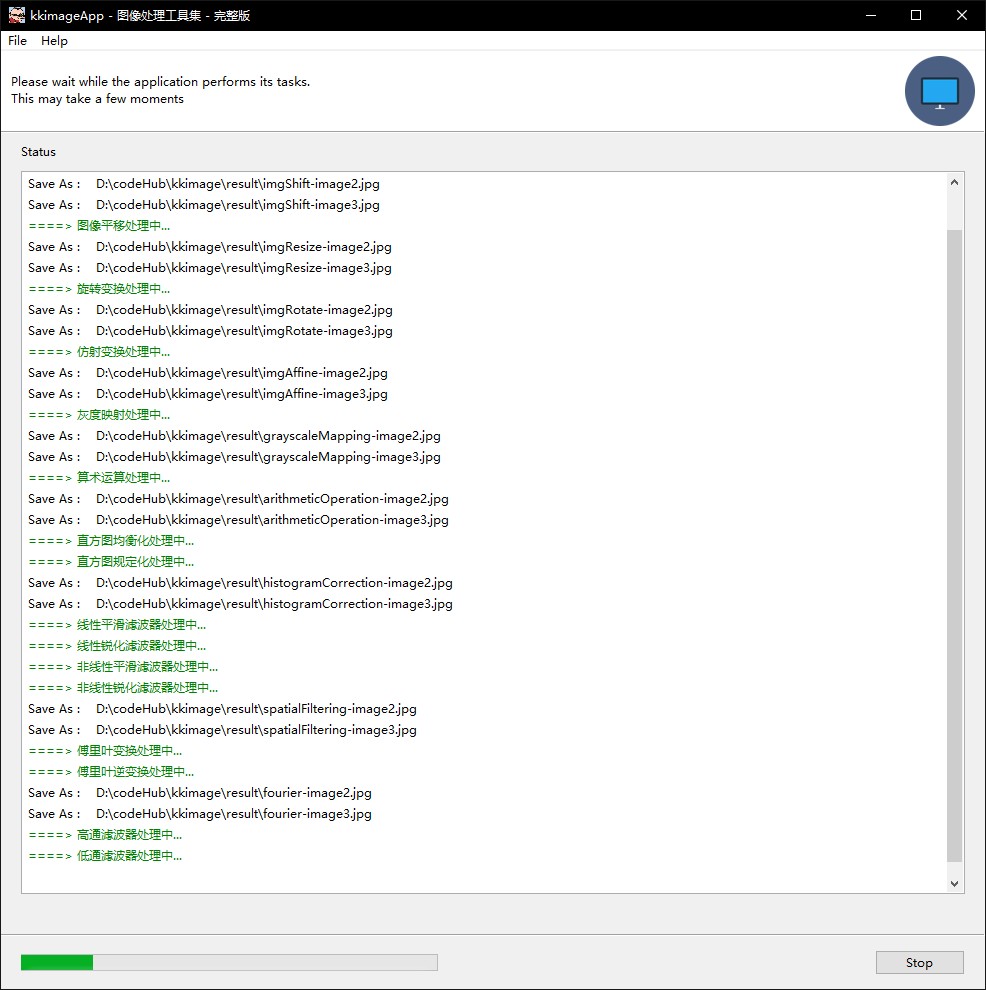 kkimageApp - 图像处理工具集 - 完整版
File Help
Please wait while the application performs its tasks.
This may take a few moments
Status
Save As : D:\codeHub\kkimage\result\imgShift-image2.jpg
Save As : D:\codeHub\kkimage\result\imgShift-image3.jpg
====> 图像平移处理中...
Save As : D:\codeHub\kkimage\result\imgResize-image2.jpg
Save As : D:\codeHub\kkimage\result\imgResize-image3.jpg
====> 旋转变换处理中...
Save As : D:\codeHub\kkimage\result\imgRotate-image2.jpg
Save As : D:\codeHub\kkimage\result\imgRotate-image3.jpg
====> 仿射变换处理中...
Save As : D:\codeHub\kkimage\result\imgAffine-image2.jpg
Save As : D:\codeHub\kkimage\result\imgAffine-image3.jpg
====> 灰度映射处理中...
Save As : D:\codeHub\kkimage\result\grayscaleMapping-image2.jpg
Save As : D:\codeHub\kkimage\result\grayscaleMapping-image3.jpg
====> 算术运算处理中...
Save As : D:\codeHub\kkimage\result\arithmeticOperation-image2.jpg
Save As : D:\codeHub\kkimage\result\arithmeticOperation-image3.jpg
====> 直方图均衡化处理中...
====> 直方图规定化处理中...
Save As : D:\codeHub\kkimage\result\histogramCorrection-image2.jpg
Save As : D:\codeHub\kkimage\result\histogramCorrection-image3.jpg
====> 线性平滑滤波器处理中...
====> 线性锐化滤波器处理中...
====> 非线性平滑滤波器处理中...
====> 非线性锐化滤波器处理中...
Save As : D:\codeHub\kkimage\result\spatialFiltering-image2.jpg
Save As : D:\codeHub\kkimage\result\spatialFiltering-image3.jpg
====> 傅里叶变换处理中...
====> 傅里叶逆变换处理中...
Save As : D:\codeHub\kkimage\result\fourier-image2.jpg
Save As : D:\codeHub\kkimage\result\fourier-image3.jpg
====> 高通滤波器处理中...
====> 低通滤波器处理中...
Stop